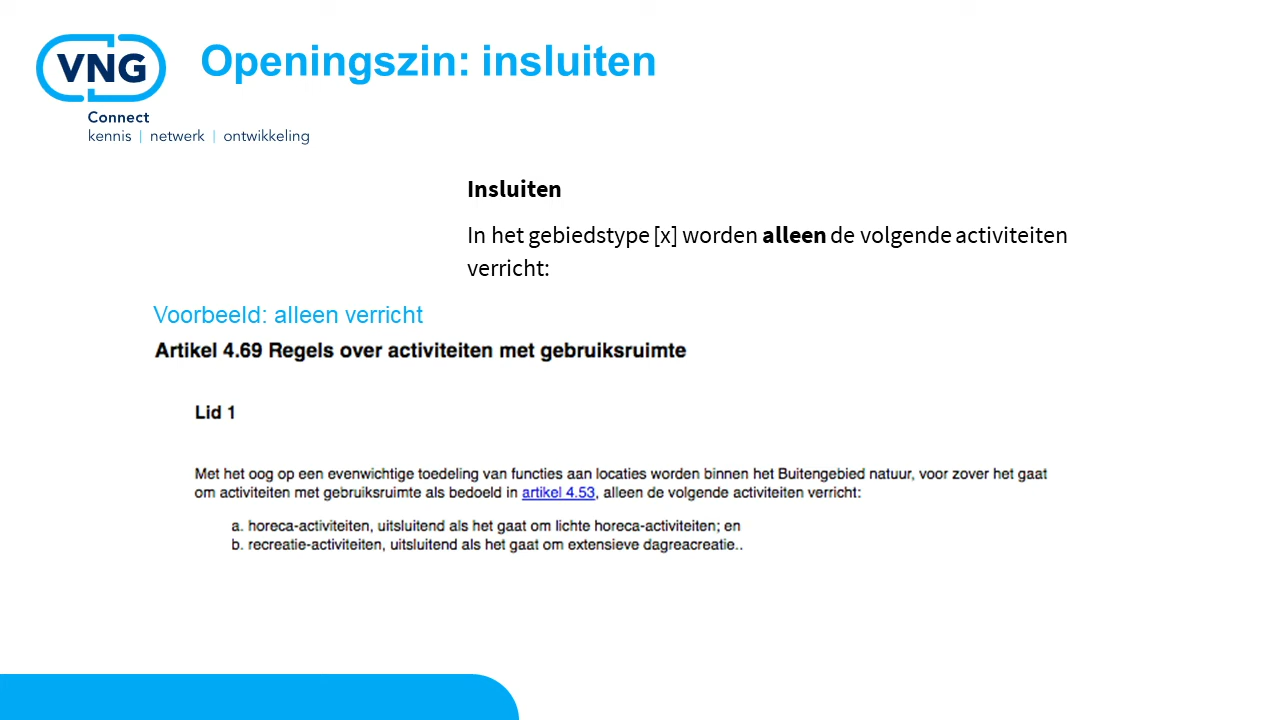 VNG
Openingszin: insluiten
Connect
kennis | netwerk | ontwikkeling
Insluiten
In het gebiedstype [x] worden alleen de volgende activiteiten
verricht:
Voorbeeld: alleen verricht
Artikel 4.69 Regels over activiteiten met gebruiksruimte
Lid 1
Met het oog op een evenwichtige toedeling van functies aan locaties worden binnen het Buitengebied natuur, voor zover het gaat
om activiteiten met gebruiksruimte als bedoeld in artikel 4.53, alleen de volgende activiteiten verricht:
a. horeca-activiteiten, uitsluitend als het gaat om lichte horeca-activiteiten; en
b. recreatie-activiteiten, uitsluitend als het gaat om extensieve dagreacreatie..